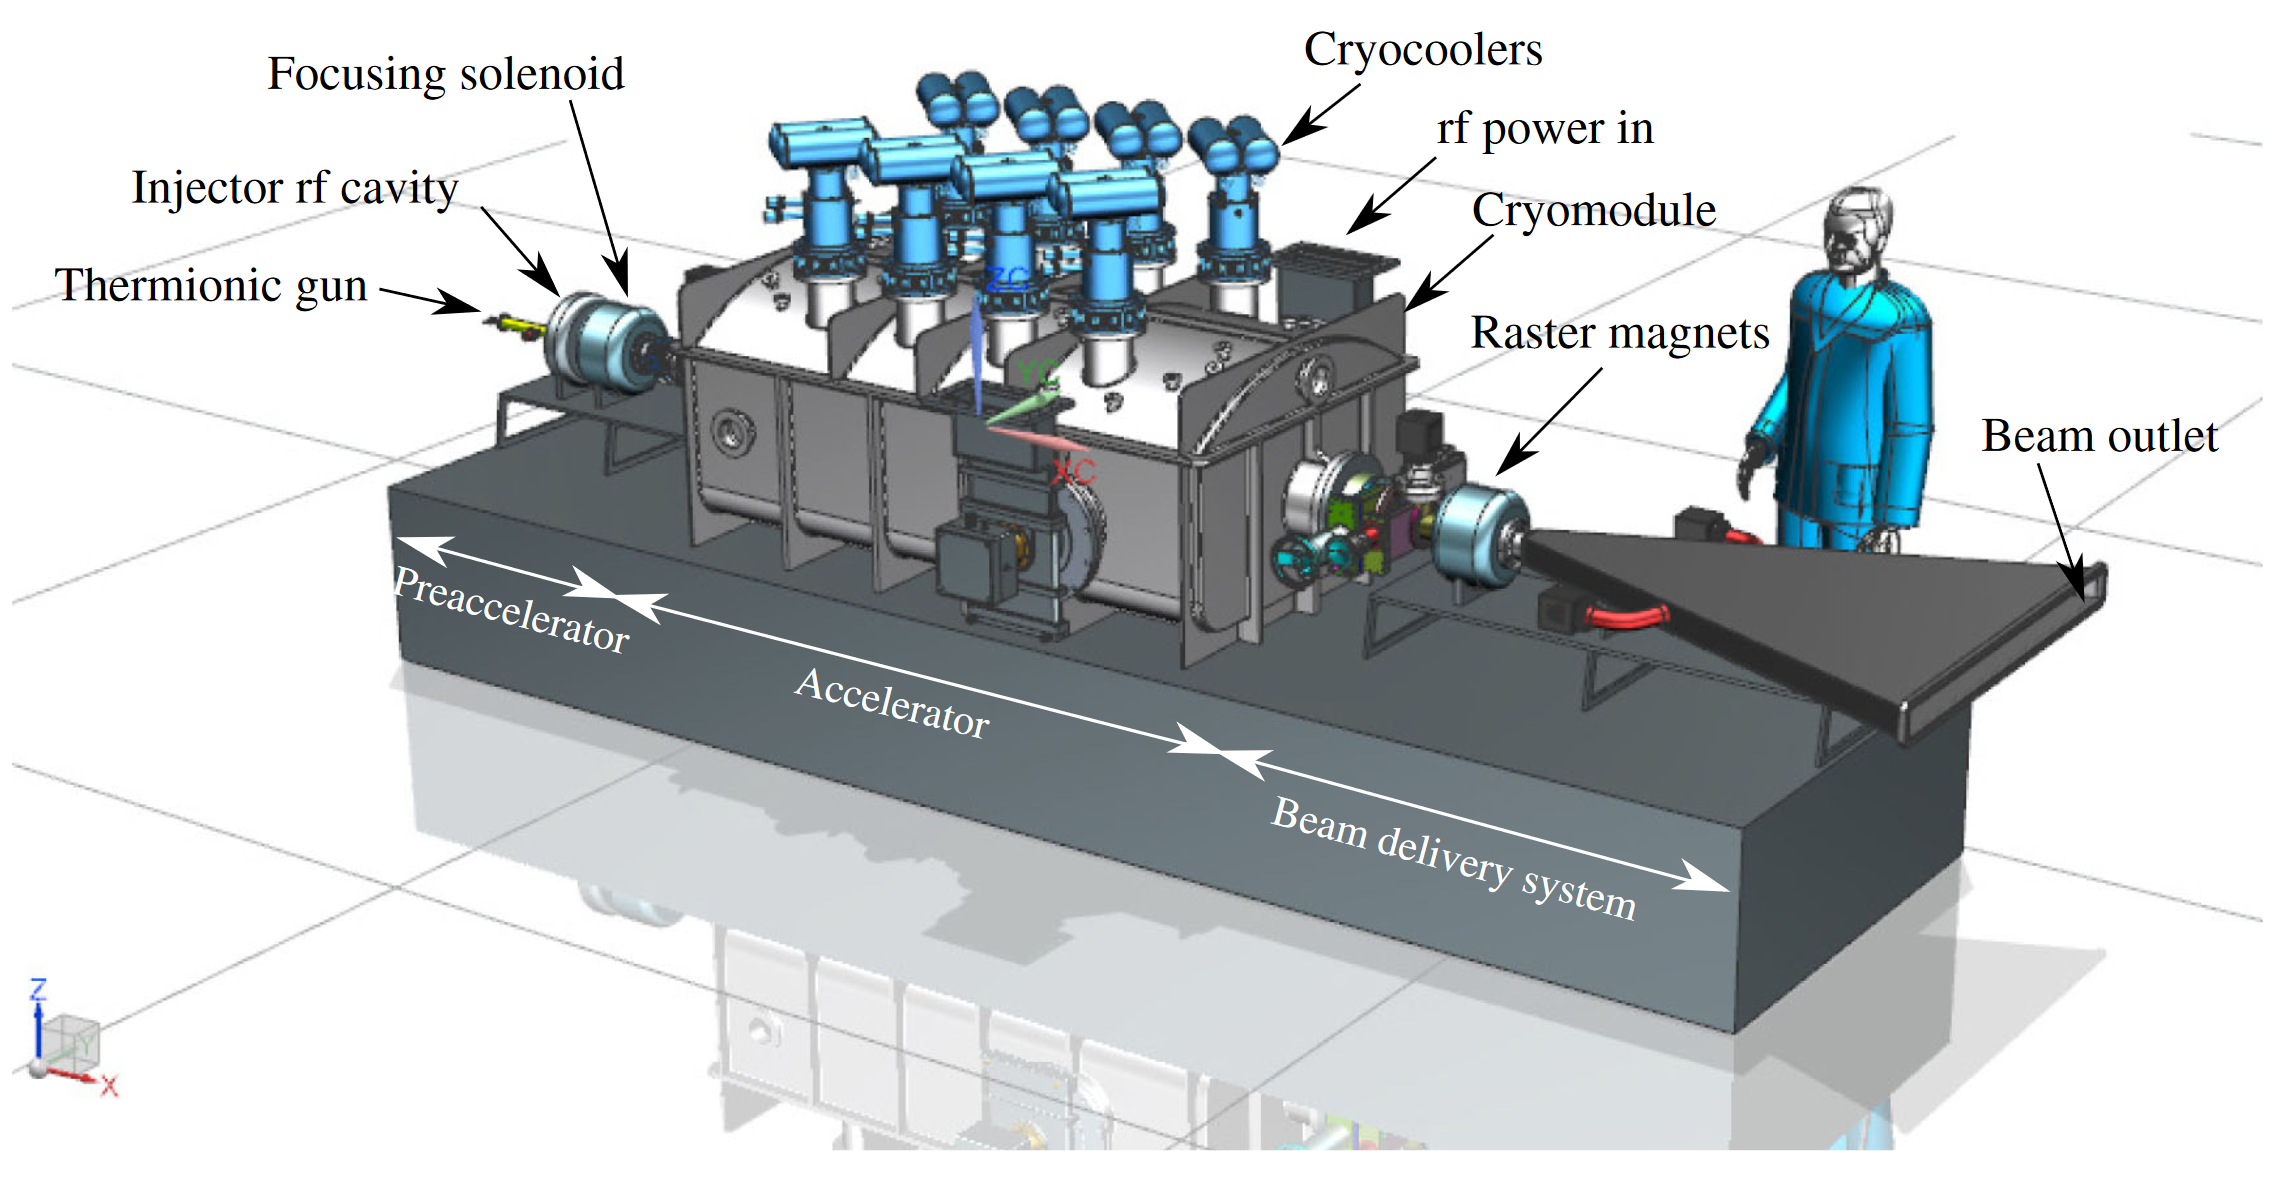 Cryocoolers
Focusing solenoid
rf power in
Injector rf cavity
Cryomodule
Thermionic gun
Raster magnets
Beam outlet
ZC
YC
XC
Preaccelerator
Accelerator
Beam delivery system
Z
Y
X